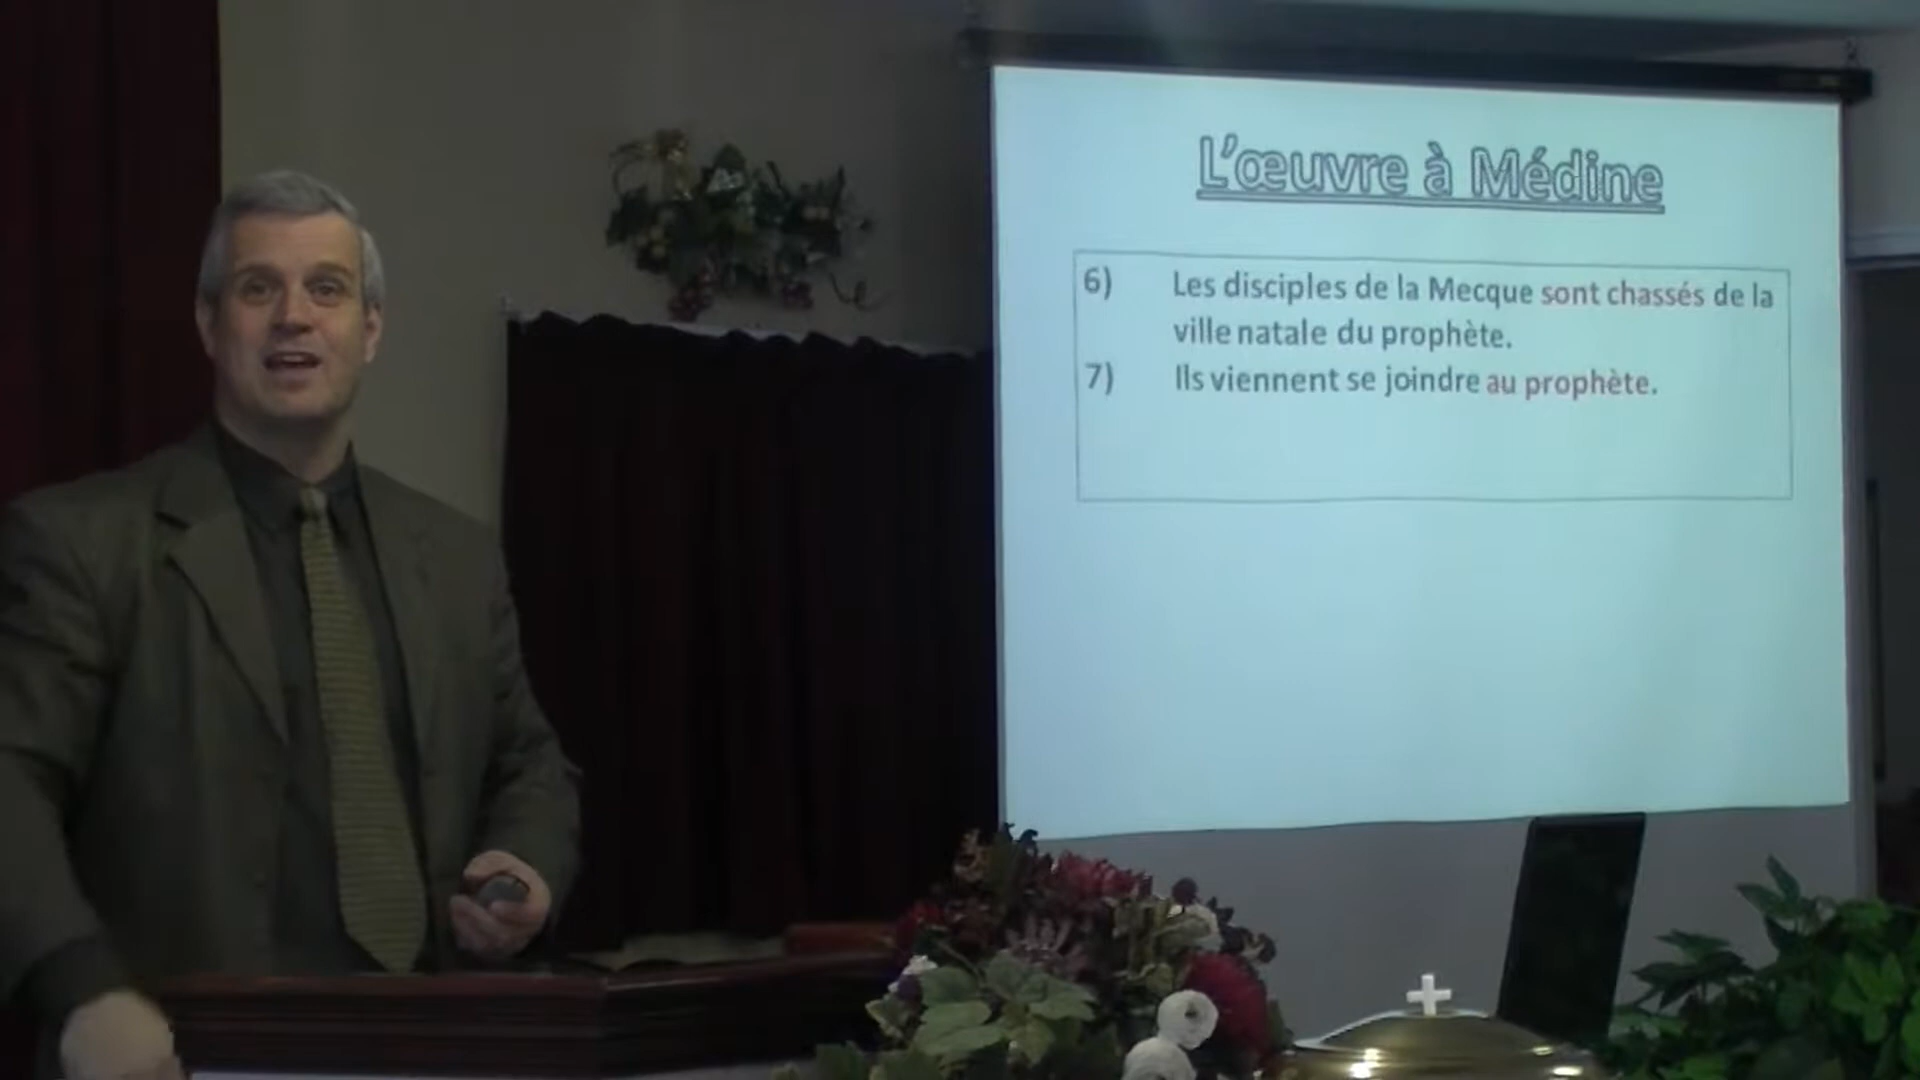 L'œuvre à Médine
6) Les disciples de la Mecque sont chassés de la
ville natale du prophète.
7) Ils viennent se joindre au prophète.